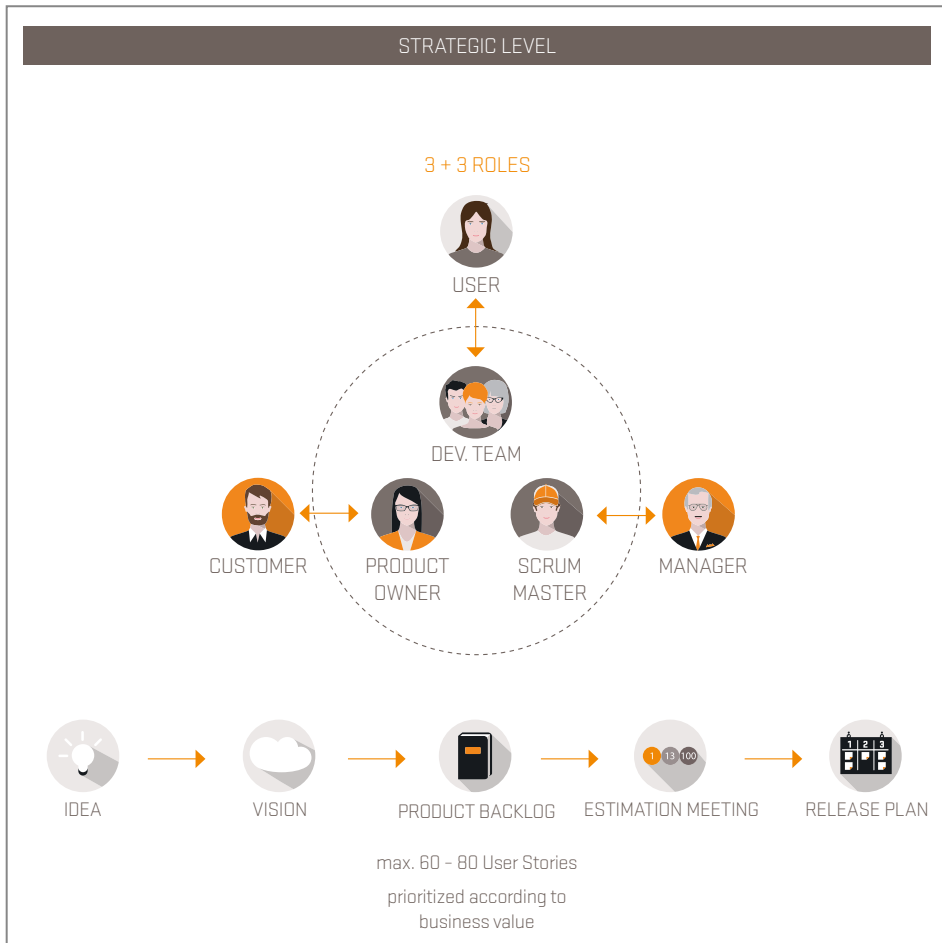 STRATEGIC LEVEL
3 + 3 ROLES
USER
DEV. TEAM
CUSTOMER
PRODUCT
OWNER
SCRUM
MASTER
MANAGER
1 13 100
1 2 3
IDEA
VISION
PRODUCT BACKLOG
ESTIMATION MEETING
RELEASE PLAN
max. 60 – 80 User Stories
prioritized according to
business value